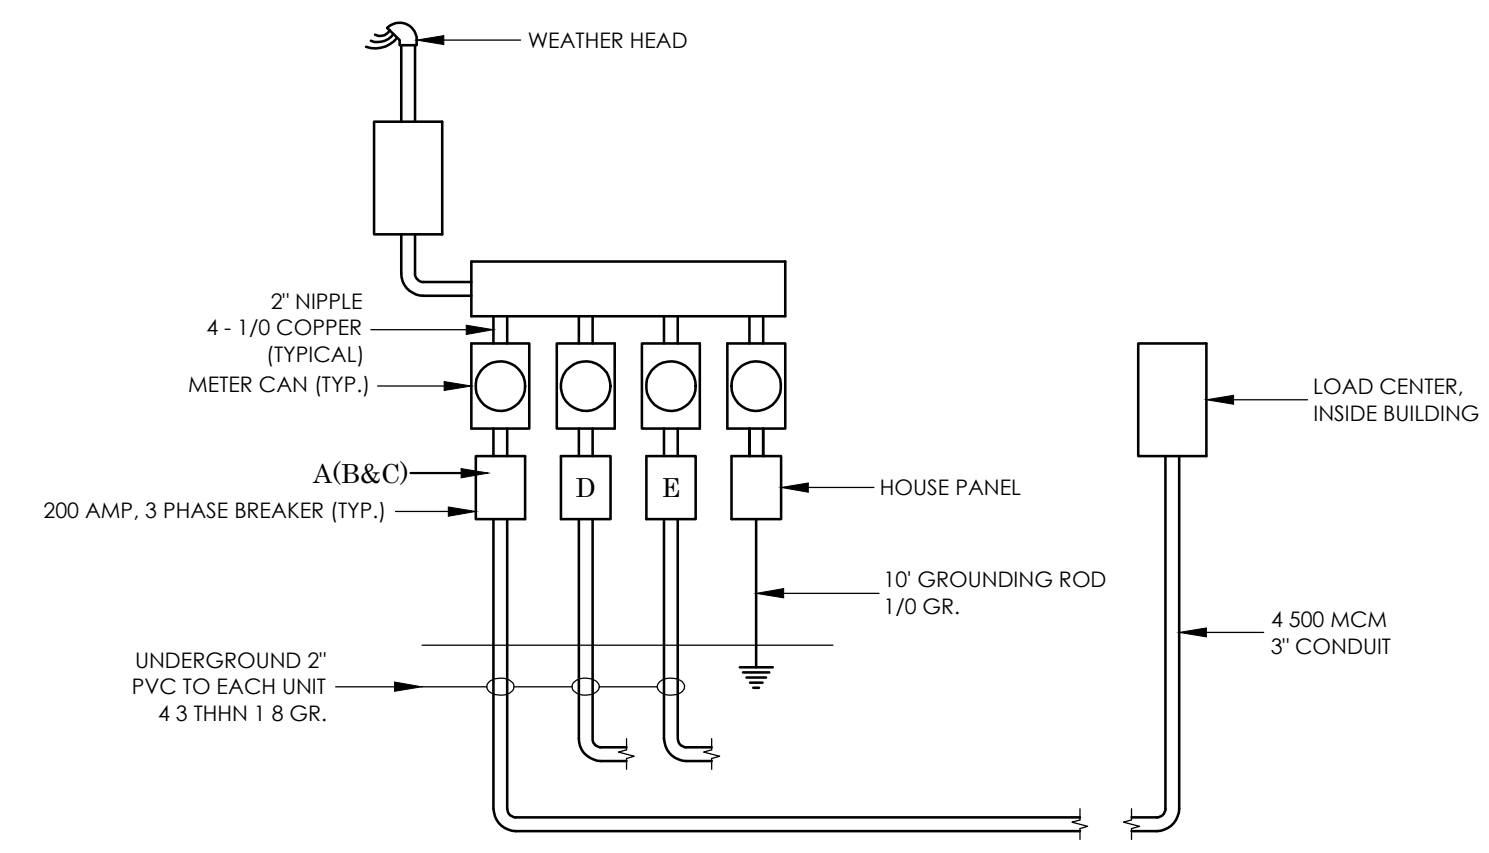 WEATHER HEAD
2" NIPPLE
4 - 1/0 COPPER
(TYPICAL)
METER CAN (TYP.)
LOAD CENTER,
INSIDE BUILDING
A(B&C)
D
E
HOUSE PANEL
200 AMP, 3 PHASE BREAKER (TYP.)
10' GROUNDING ROD
1/0 GR.
4 500 MCM
3" CONDUIT
UNDERGROUND 2"
PVC TO EACH UNIT
4 3 THHN 1 8 GR.